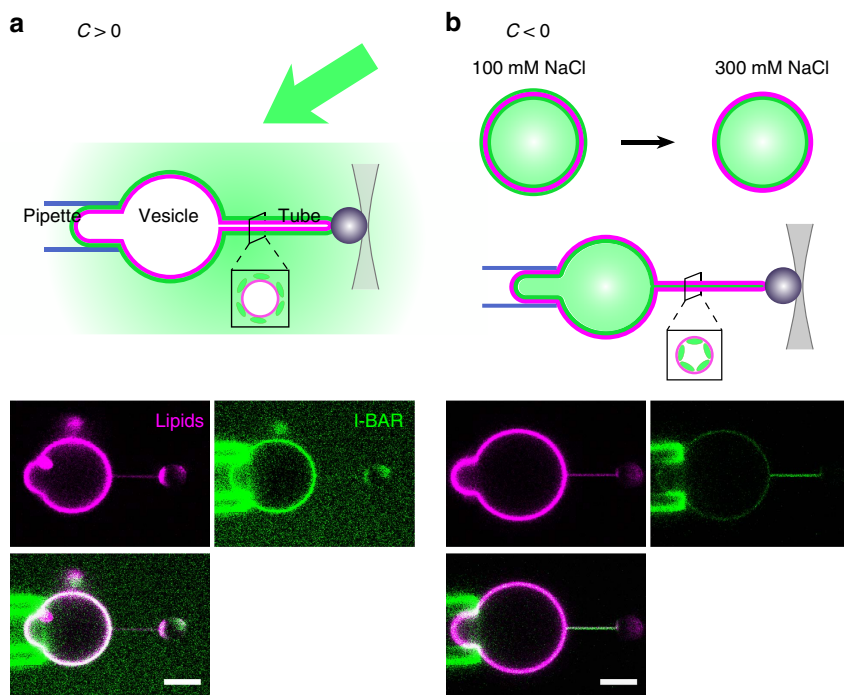 a
C > 0
Pipette
Vesicle
Tube
Lipids
I-BAR
b
C < 0
100 mM NaCl
300 mM NaCl